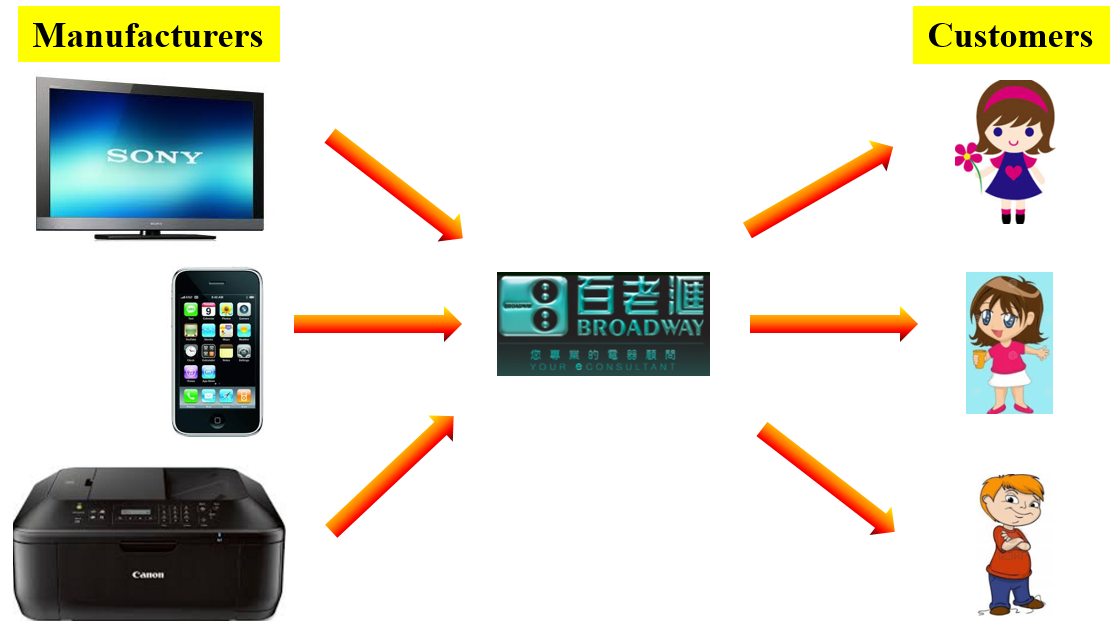 Manufacturers
Customers
SONY
百老滙
BROADWAY
您專業的電器顧問
YOUR eCONSULTANT
Canon